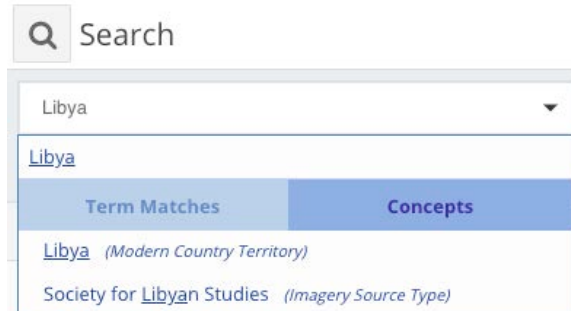 Search
Libya
Libya
Term Matches Concepts
Libya (Modern Country Territory)
Society for Libyan Studies (Imagery Source Type)